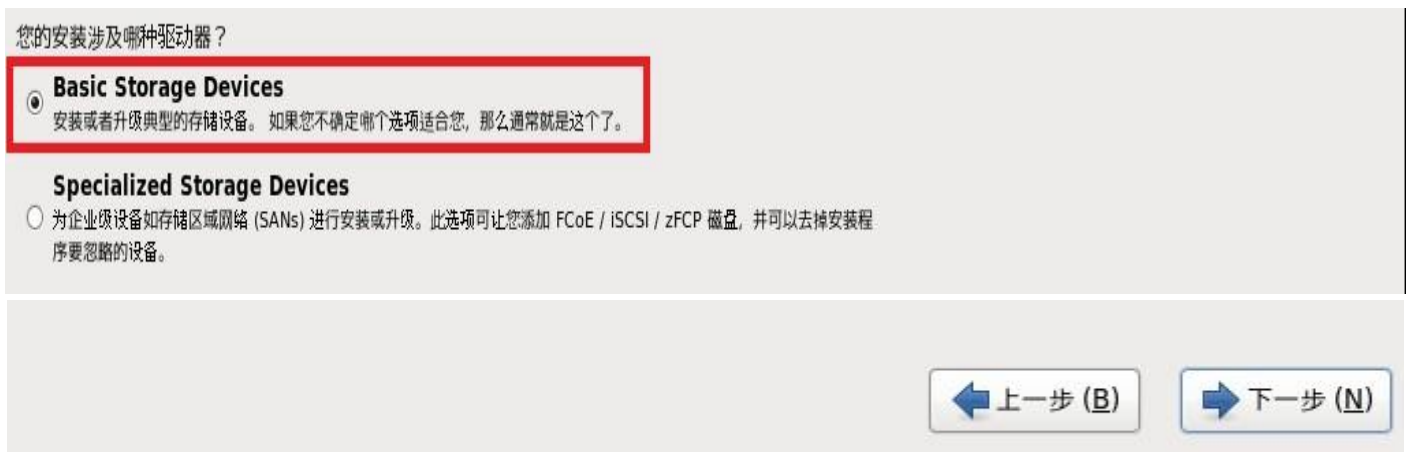 您的安装涉及哪种驱动器？
Basic Storage Devices
安装或者升级典型的存储设备。 如果您不确定哪个选项适合您，那么通常就是这个了。
Specialized Storage Devices
为企业级设备如存储区域网络 (SANs) 进行安装或升级。此选项可让您添加 FCoE / iSCSI / zFCP 磁盘，并可以去掉安装程
序要忽略的设备。
上一步 (B) 下一步 (N)